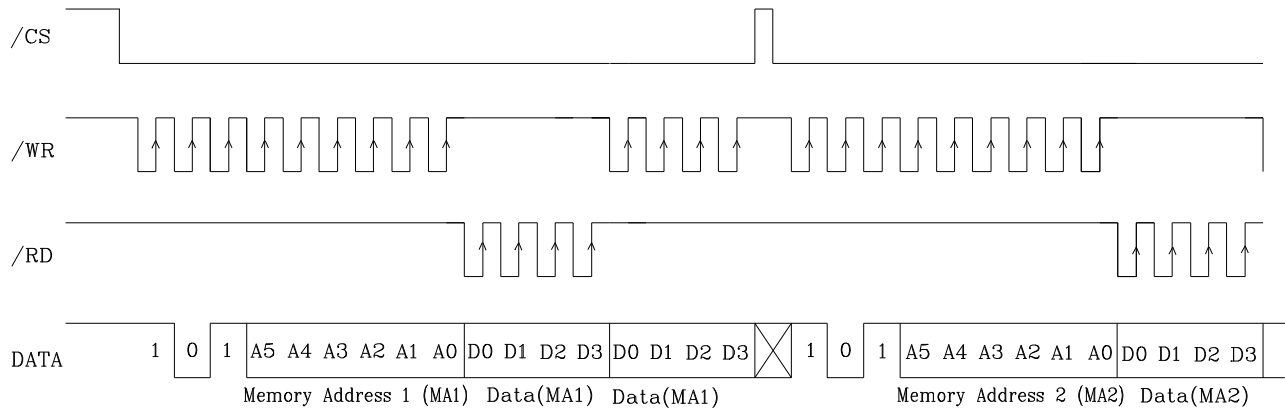 /CS
/WR
/RD
DATA 1 0 1 A5 A4 A3 A2 A1 A0 D0 D1 D2 D3 D0 D1 D2 D3 1 0 1 A5 A4 A3 A2 A1 A0 D0 D1 D2 D3
Memory Address 1 (MA1) Data(MA1) Data(MA1) Memory Address 2 (MA2) Data(MA2)